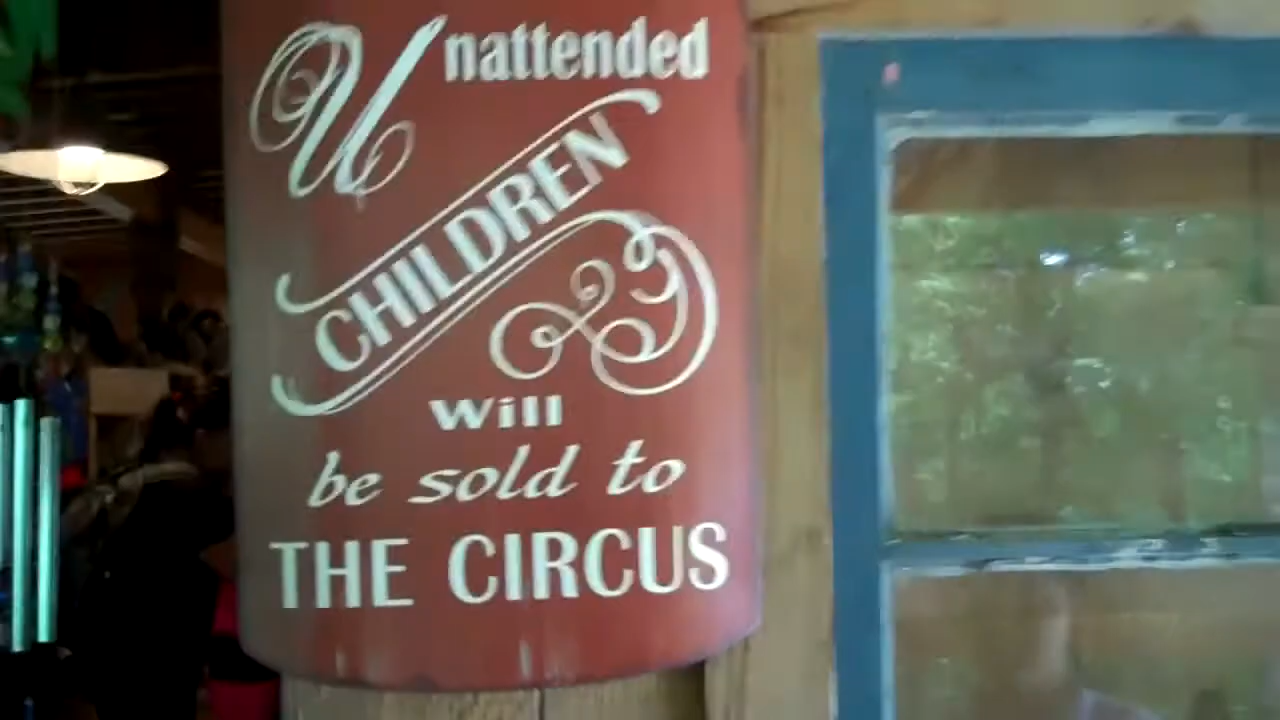 Unattended
CHILDREN
will
be sold to
THE CIRCUS